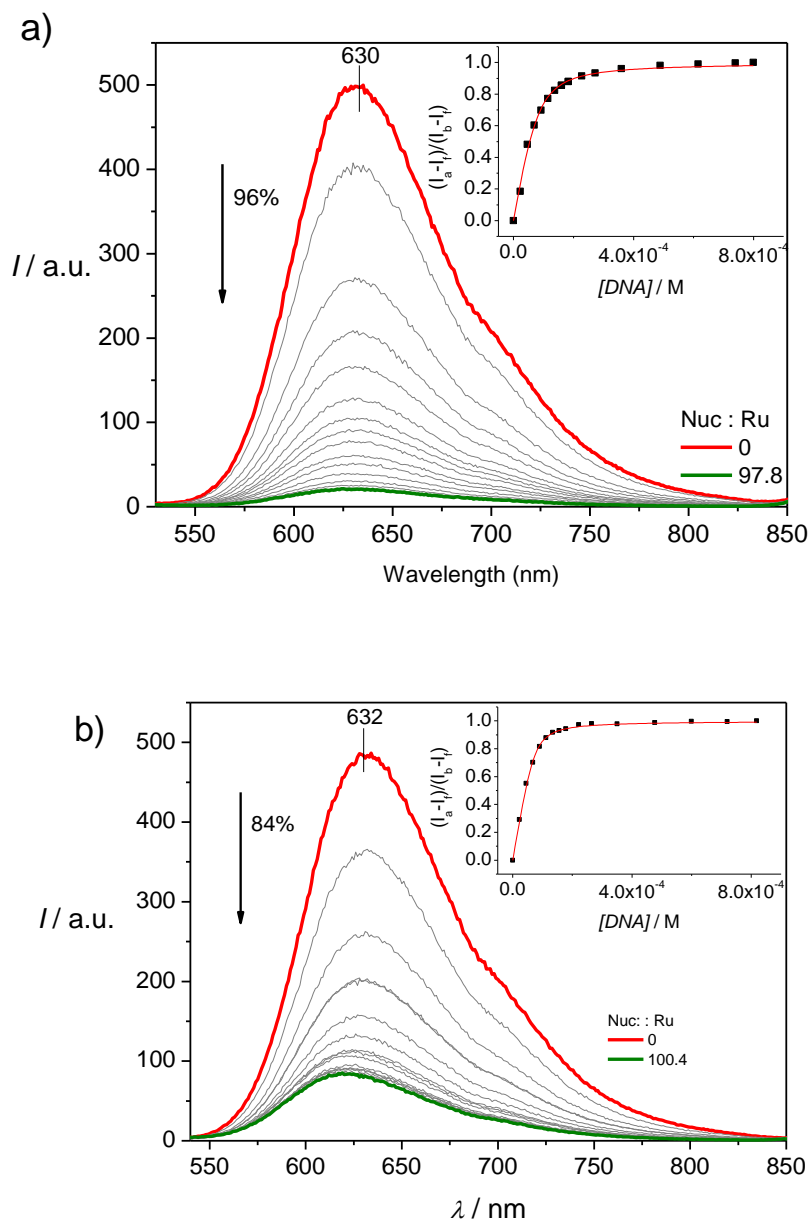 a)
630
500
400
300
200
100
0
I / a.u.
96%
(I_a-I_f)/(I_b-I_f)
1.0
0.8
0.6
0.4
0.2
0.0
0.0 4.0x10⁻⁴ 8.0x10⁻⁴
[DNA] / M
Nuc : Ru
0
97.8
550 600 650 700 750 800 850
Wavelength (nm)
b)
632
500
400
300
200
100
0
I / a.u.
84%
(I_a-I_f)/(I_b-I_f)
1.0
0.8
0.6
0.4
0.2
0.0
0.0 4.0x10⁻⁴ 8.0x10⁻⁴
[DNA] / M
Nuc: : Ru
0
100.4
550 600 650 700 750 800 850
λ / nm